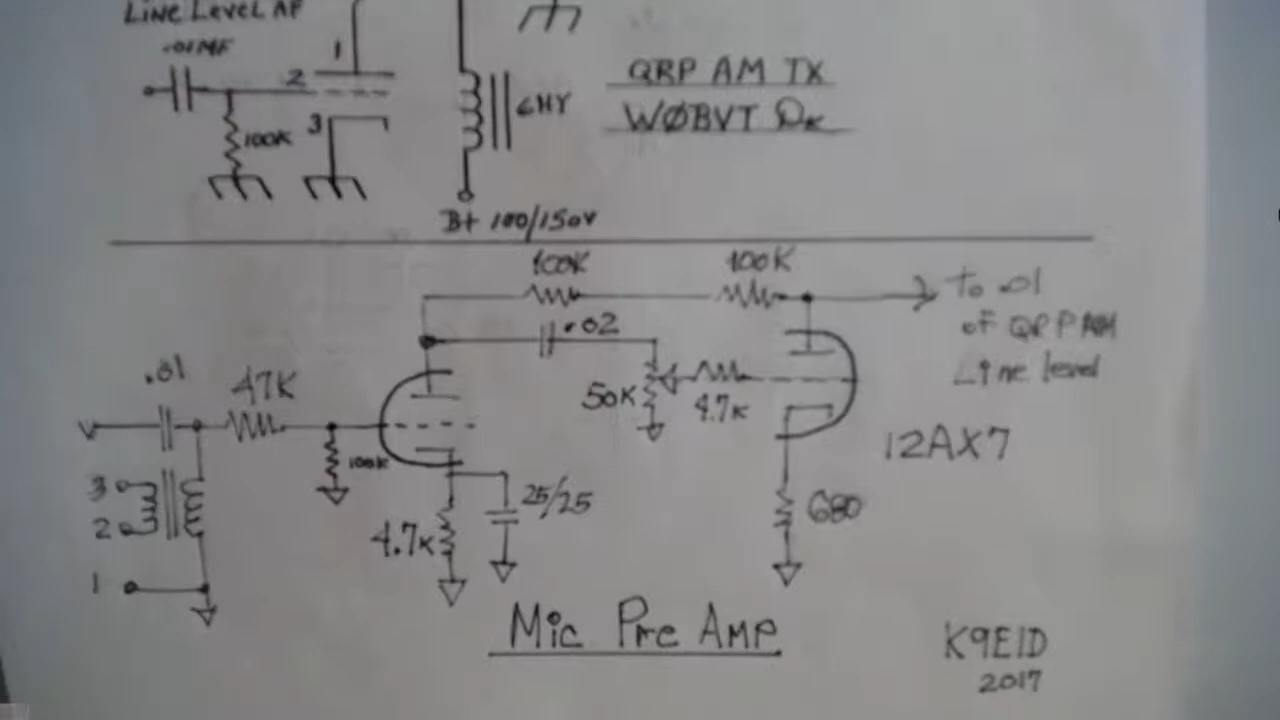 Line Level AF
.01MF
1
2
3
100K
6HY
QRP AM TX
WØBVT
B+ 100/150V
100K
100K
To .01
of QRP AM
Line level
.02
.01
47K
50K
4.7K
100K
12AX7
3
2
1
25/25
4.7K
680
Mic Pre Amp
K9EID
2017